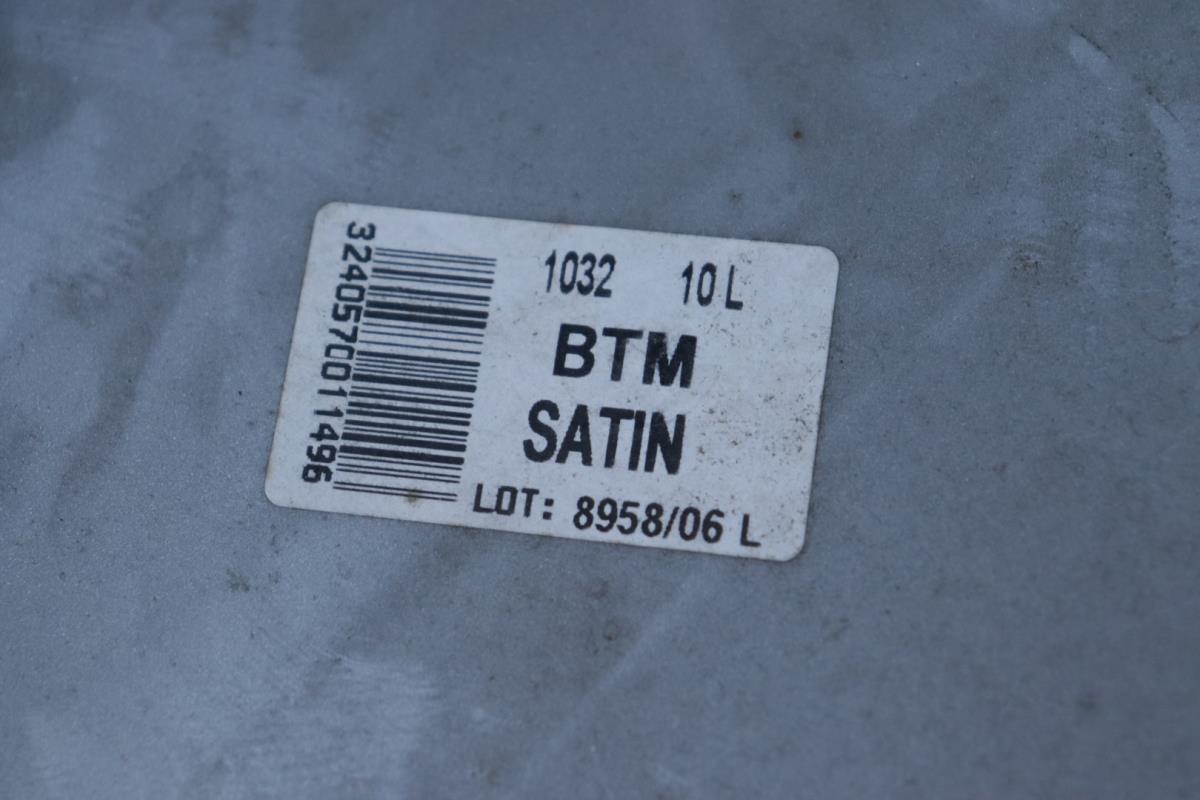 3240570011496
1032 10 L
BTM
SATIN
LOT: 8958/06 L